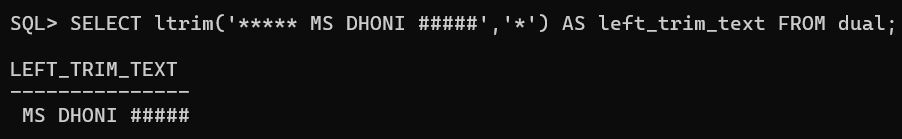 SQL> SELECT ltrim('***** MS DHONI #####','*') AS left_trim_text FROM dual;
LEFT_TRIM_TEXT
---------------
 MS DHONI #####